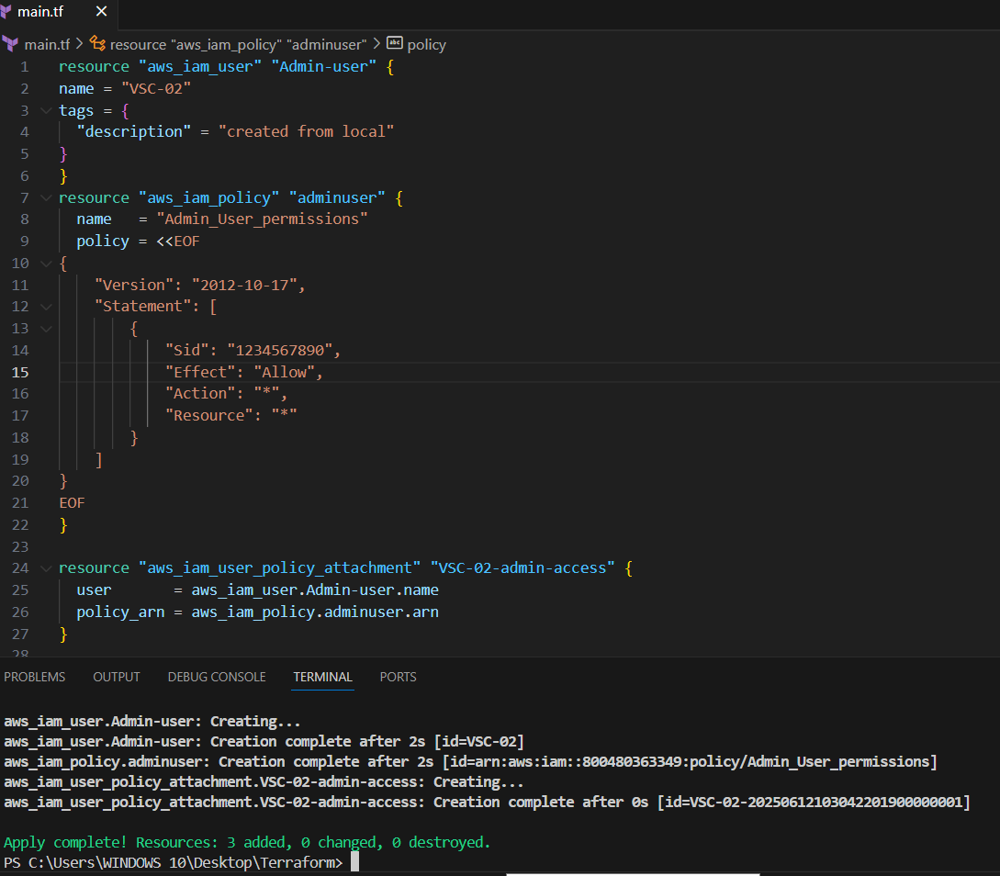 main.tf
main.tf > resource "aws_iam_policy" "adminuser" > abc policy
1 resource "aws_iam_user" "Admin-user" {
2 name = "VSC-02"
3 tags = {
4 "description" = "created from local"
5 }
6 }
7 resource "aws_iam_policy" "adminuser" {
8 name = "Admin_User_permissions"
9 policy = <<EOF
10 {
11 "Version": "2012-10-17",
12 "Statement": [
13 {
14 "Sid": "1234567890",
15 "Effect": "Allow",
16 "Action": "*",
17 "Resource": "*"
18 }
19 ]
20 }
21 EOF
22 }
23
24 resource "aws_iam_user_policy_attachment" "VSC-02-admin-access" {
25 user = aws_iam_user.Admin-user.name
26 policy_arn = aws_iam_policy.adminuser.arn
27 }
28
PROBLEMS OUTPUT DEBUG CONSOLE TERMINAL PORTS
aws_iam_user.Admin-user: Creating...
aws_iam_user.Admin-user: Creation complete after 2s [id=VSC-02]
aws_iam_policy.adminuser: Creation complete after 2s [id=arn:aws:iam::800480363349:policy/Admin_User_permissions]
aws_iam_user_policy_attachment.VSC-02-admin-access: Creating...
aws_iam_user_policy_attachment.VSC-02-admin-access: Creation complete after 0s [id=VSC-02-20250612103042201900000001]
Apply complete! Resources: 3 added, 0 changed, 0 destroyed.
PS C:\Users\WINDOWS 10\Desktop\Terraform>